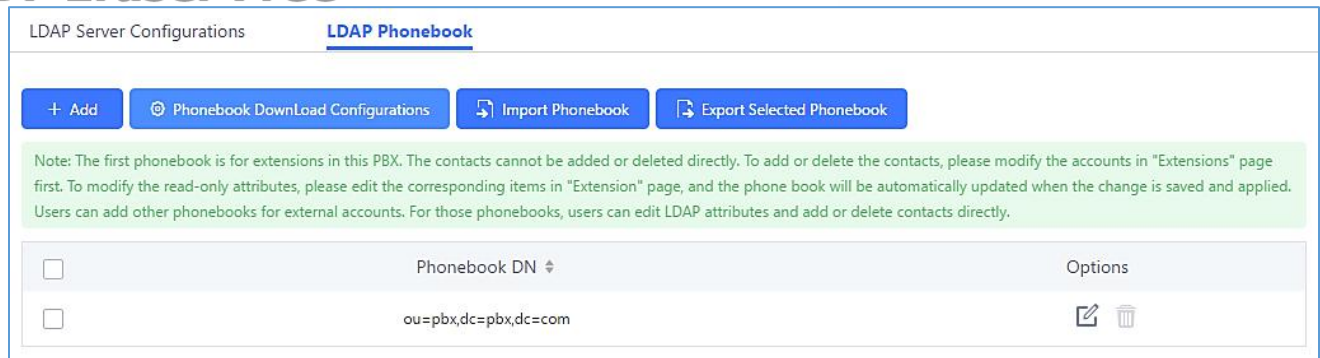 LDAP Server Configurations LDAP Phonebook
+ Add Phonebook DownLoad Configurations Import Phonebook Export Selected Phonebook
Note: The first phonebook is for extensions in this PBX. The contacts cannot be added or deleted directly. To add or delete the contacts, please modify the accounts in "Extensions" page
first. To modify the read-only attributes, please edit the corresponding items in "Extension" page, and the phone book will be automatically updated when the change is saved and applied.
Users can add other phonebooks for external accounts. For those phonebooks, users can edit LDAP attributes and add or delete contacts directly.
Phonebook DN Options
ou=pbx,dc=pbx,dc=com